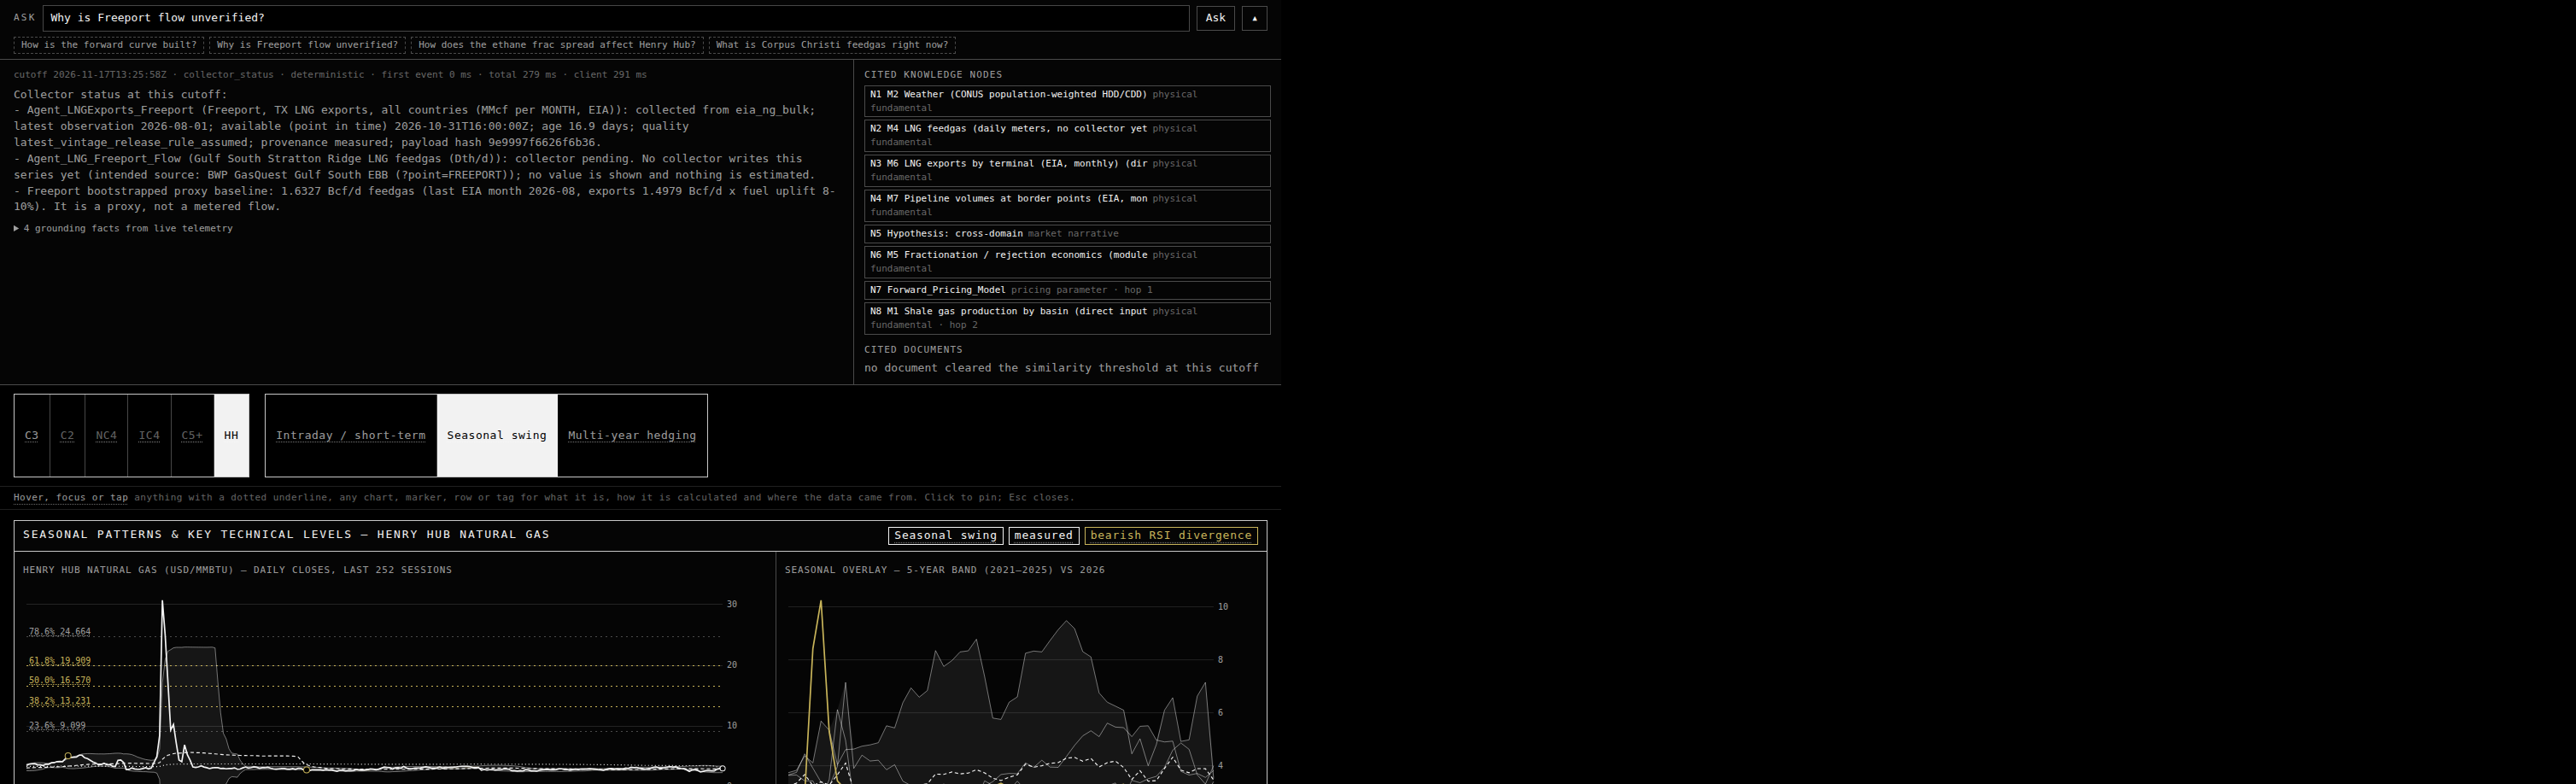 ASK Why is Freeport flow unverified? Ask ▲
How is the forward curve built? Why is Freeport flow unverified? How does the ethane frac spread affect Henry Hub? What is Corpus Christi feedgas right now?
cutoff 2026-11-17T13:25:58Z · collector_status · deterministic · first event 0 ms · total 279 ms · client 291 ms
Collector status at this cutoff:
- Agent_LNGExports_Freeport (Freeport, TX LNG exports, all countries (MMcf per MONTH, EIA)): collected from eia_ng_bulk;
latest observation 2026-08-01; available (point in time) 2026-10-31T16:00:00Z; age 16.9 days; quality
latest_vintage_release_rule_assumed; provenance measured; payload hash 9e9997f6626f6b36.
- Agent_LNG_Freeport_Flow (Gulf South Stratton Ridge LNG feedgas (Dth/d)): collector pending. No collector writes this
series yet (intended source: BWP GasQuest Gulf South EBB (?point=FREEPORT)); no value is shown and nothing is estimated.
- Freeport bootstrapped proxy baseline: 1.6327 Bcf/d feedgas (last EIA month 2026-08, exports 1.4979 Bcf/d x fuel uplift 8-
10%). It is a proxy, not a metered flow.
▶ 4 grounding facts from live telemetry
CITED KNOWLEDGE NODES
N1 M2 Weather (CONUS population-weighted HDD/CDD) physical
fundamental
N2 M4 LNG feedgas (daily meters, no collector yet physical
fundamental
N3 M6 LNG exports by terminal (EIA, monthly) (dir physical
fundamental
N4 M7 Pipeline volumes at border points (EIA, mon physical
fundamental
N5 Hypothesis: cross-domain market narrative
N6 M5 Fractionation / rejection economics (module physical
fundamental
N7 Forward_Pricing_Model pricing parameter · hop 1
N8 M1 Shale gas production by basin (direct input physical
fundamental · hop 2
CITED DOCUMENTS
no document cleared the similarity threshold at this cutoff
C3 C2 NC4 IC4 C5+ HH Intraday / short-term Seasonal swing Multi-year hedging
Hover, focus or tap anything with a dotted underline, any chart, marker, row or tag for what it is, how it is calculated and where the data came from. Click to pin; Esc closes.
SEASONAL PATTERNS & KEY TECHNICAL LEVELS — HENRY HUB NATURAL GAS Seasonal swing measured bearish RSI divergence
HENRY HUB NATURAL GAS (USD/MMBTU) — DAILY CLOSES, LAST 252 SESSIONS
30
78.6% 24.664
61.8% 19.909
20
50.0% 16.570
38.2% 13.231
23.6% 9.099
10
SEASONAL OVERLAY — 5-YEAR BAND (2021–2025) VS 2026
10
8
6
4